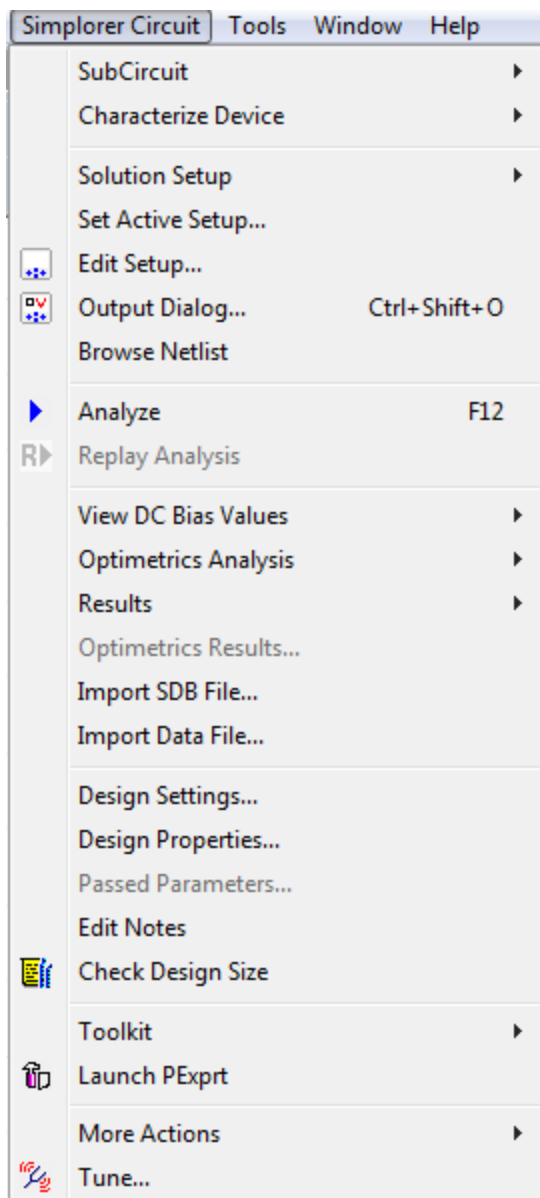 Simplorer Circuit Tools Window Help
SubCircuit
Characterize Device
Solution Setup
Set Active Setup...
Edit Setup...
Output Dialog... Ctrl+Shift+O
Browse Netlist
Analyze F12
Replay Analysis
View DC Bias Values
Optimetrics Analysis
Results
Optimetrics Results...
Import SDB File...
Import Data File...
Design Settings...
Design Properties...
Passed Parameters...
Edit Notes
Check Design Size
Toolkit
Launch PExprt
More Actions
Tune...